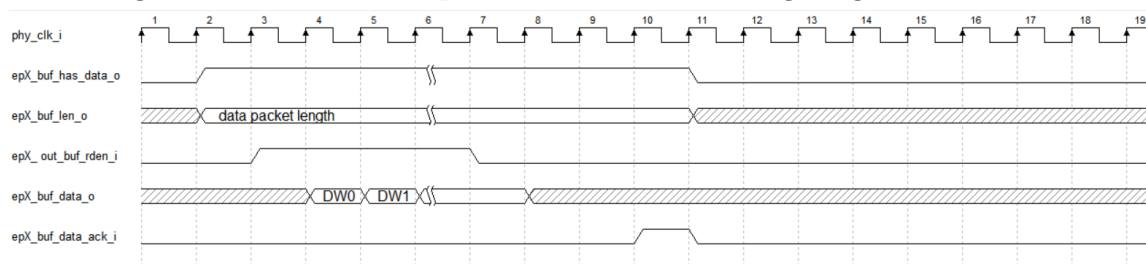 1 2 3 4 5 6 7 8 9 10 11 12 13 14 15 16 17 18 19
phy_clk_i
epX_buf_has_data_o
epX_buf_len_o data packet length
epX_ out_buf_rden_i
epX_buf_data_o DW0 DW1
epX_buf_data_ack_i